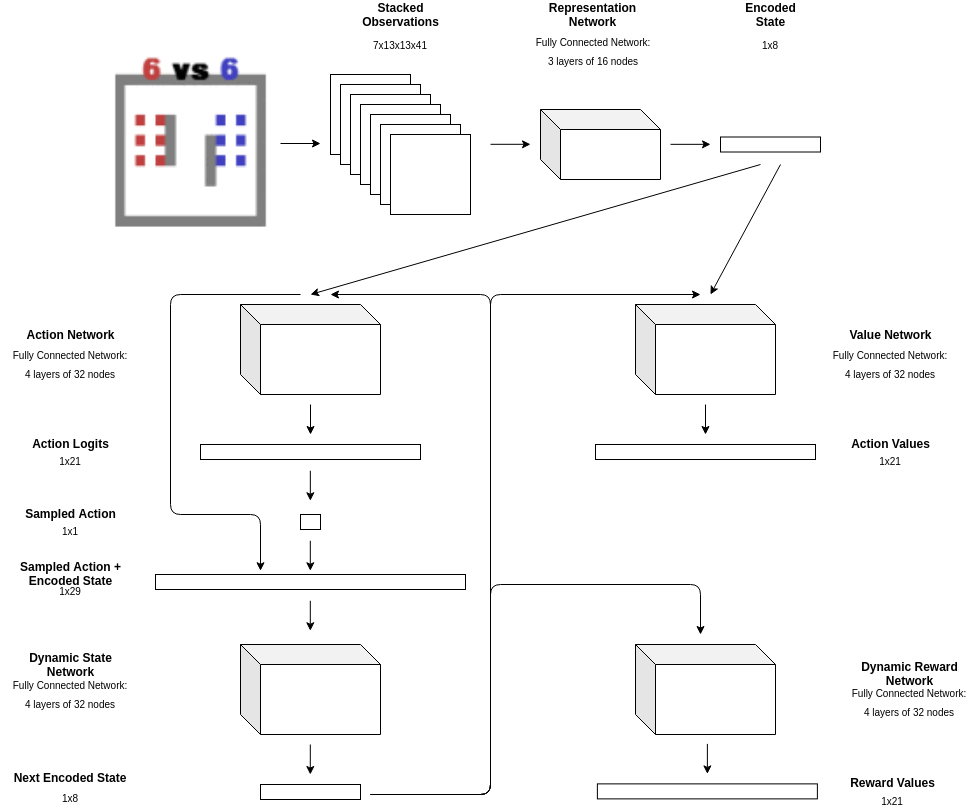 Stacked
Observations
7x13x13x41
Representation
Network
Fully Connected Network:
3 layers of 16 nodes
Encoded
State
1x8
6 vs 6
Action Network
Fully Connected Network:
4 layers of 32 nodes
Value Network
Fully Connected Network:
4 layers of 32 nodes
Action Logits
1x21
Action Values
1x21
Sampled Action
1x1
Sampled Action +
Encoded State
1x29
Dynamic State
Network
Fully Connected Network:
4 layers of 32 nodes
Dynamic Reward
Network
Fully Connected Network:
4 layers of 32 nodes
Next Encoded State
1x8
Reward Values
1x21